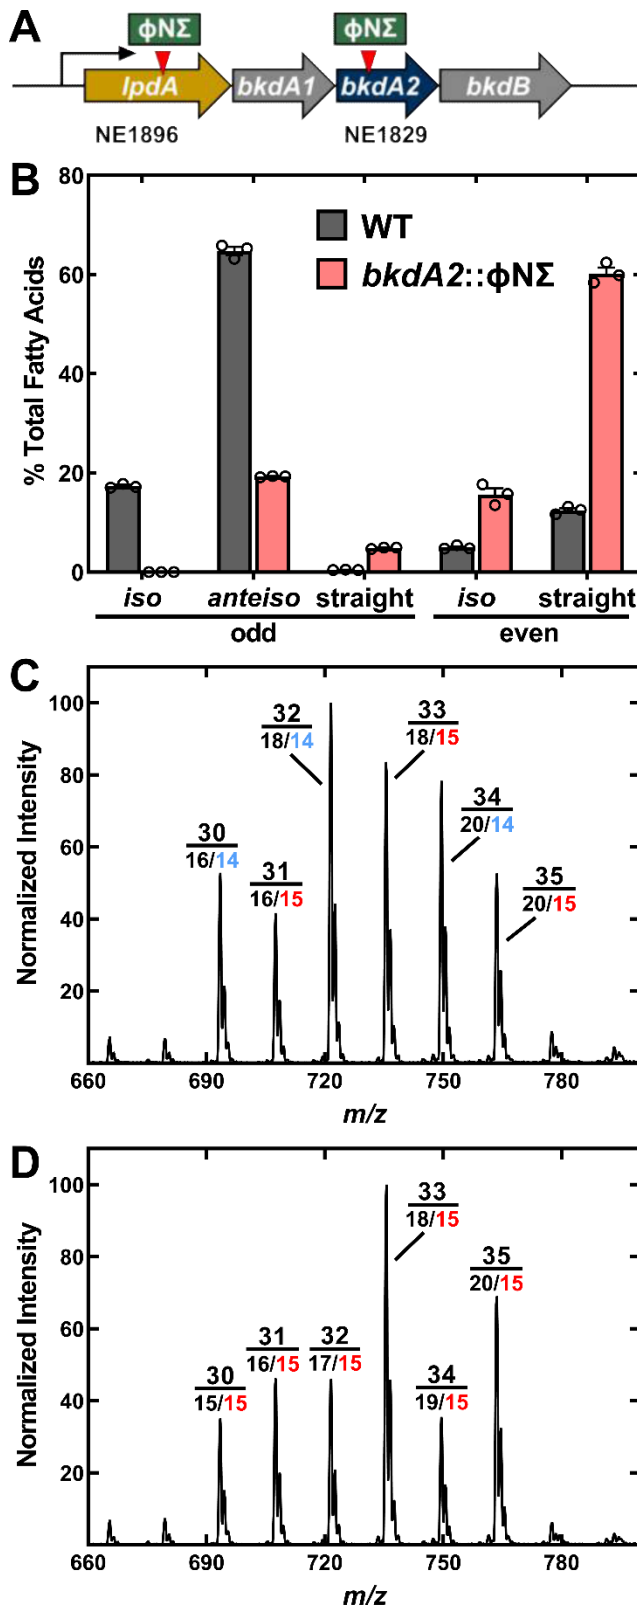 A
ϕNΣ ϕNΣ
lpdA bkdA1 bkdA2 bkdB
NE1896 NE1829
B
% Total Fatty Acids
80
60
40
20
0
WT
bkdA2::ϕNΣ
iso anteiso straight iso straight
odd even
C
Normalized Intensity
100
80
60
40
20
30
16/14
31
16/15
32
18/14
33
18/15
34
20/14
35
20/15
660 690 720 750 780
m/z
D
Normalized Intensity
100
80
60
40
20
30
15/15
31
16/15
32
17/15
33
18/15
34
19/15
35
20/15
660 690 720 750 780
m/z